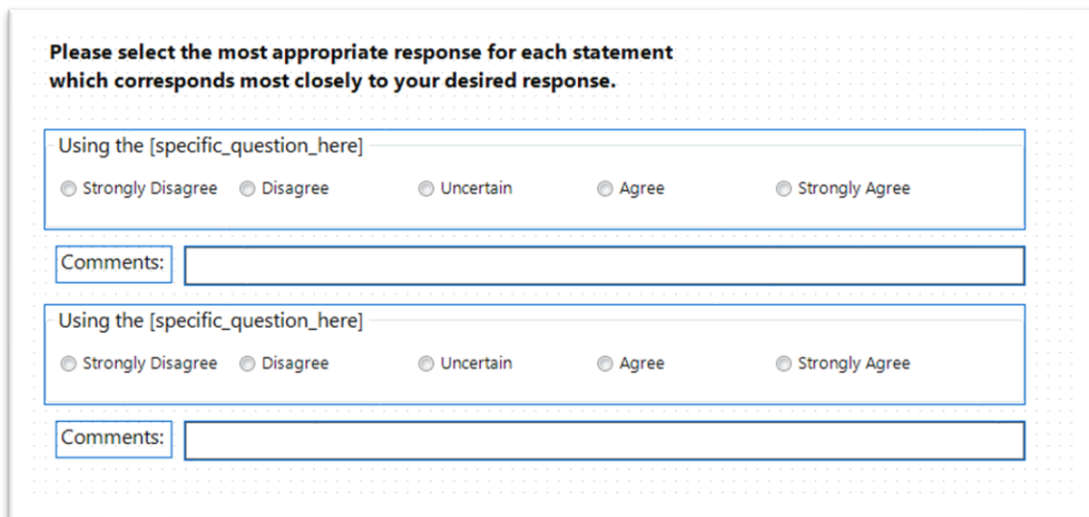 Please select the most appropriate response for each statement
which corresponds most closely to your desired response.
Using the [specific_question_here]
Strongly Disagree Disagree Uncertain Agree Strongly Agree
Comments:
Using the [specific_question_here]
Strongly Disagree Disagree Uncertain Agree Strongly Agree
Comments: